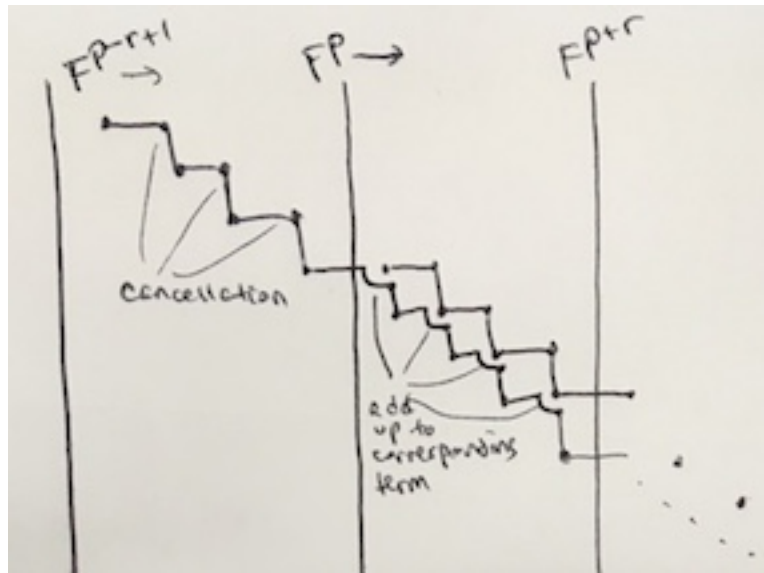 F^{p-r+1} →
F^p →
F^{p+r}
cancellation
add
up to
corresponding
term